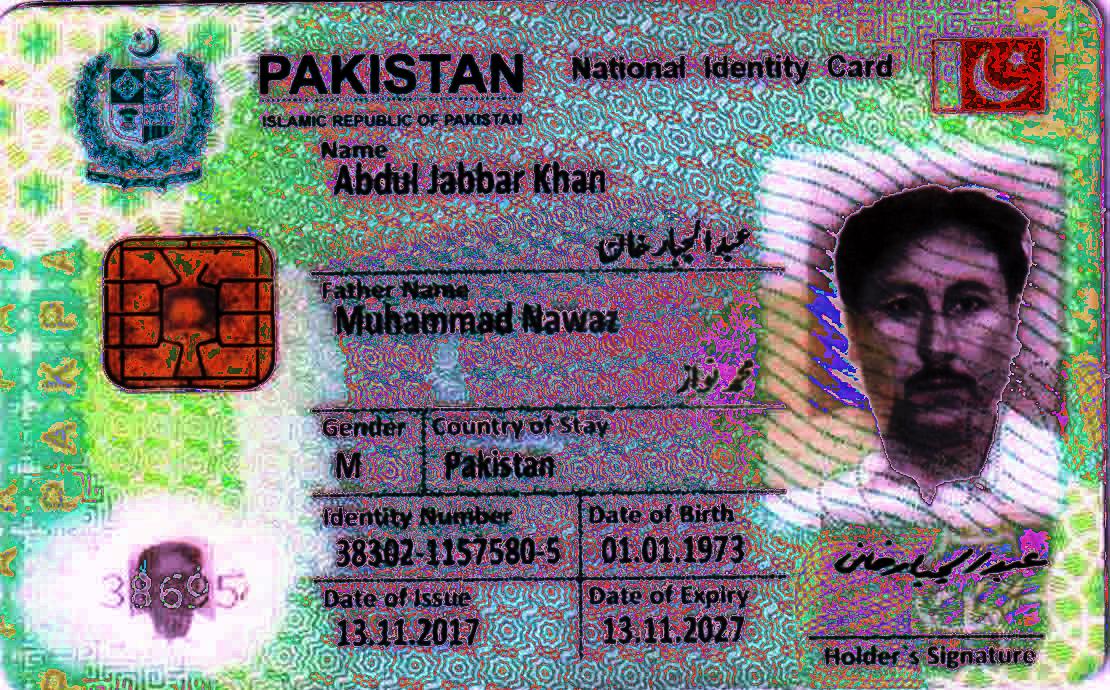 PAKISTAN National Identity Card
ISLAMIC REPUBLIC OF PAKISTAN
Name
Abdul Jabbar Khan
عبدالجبار خان
Father Name
Muhammad Nawaz
محمد نواز
Gender Country of Stay
M Pakistan
Identity Number Date of Birth
38302-1157580-5 01.01.1973
Date of Issue Date of Expiry
13.11.2017 13.11.2027
عبدالجبار خان
Holder's Signature